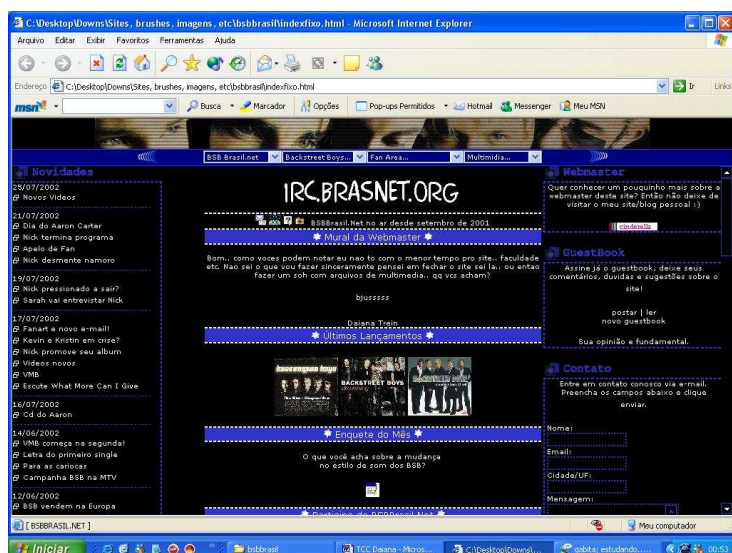 C:\Desktop\Downs\Sites, brushes, imagens, etc\bsbbrasil\indexfixo.html - Microsoft Internet Explorer
Arquivo Editar Exibir Favoritos Ferramentas Ajuda
Endereço C:\Desktop\Downs\Sites, brushes, imagens, etc\bsbbrasil\indexfixo.html Ir Links
msn Busca Marcador Opções Pop-ups Permitidos Hotmail Messenger Meu MSN
BSB Brasil.net Backstreet Boys... Fan Area... Multimidia...
Novidades
25/07/2002
Novos Videos
21/07/2002
Dia do Aaron Carter
Nick termina programa
Apelo de Fan
Nick desmente namoro
19/07/2002
Nick pressionado a sair?
Sarah vai entrevistar Nick
17/07/2002
Fanart e novo e-mail!
Kevin e Kristin em crise?
Nick promove seu album
Videos novos
VMB
Escute What More Can I Give
16/07/2002
Cd do Aaron
14/06/2002
VMB começa na segunda!
Letra do primeiro single
Para as cariocas
Campanha BSB na MTV
12/06/2002
BSB vendem na Europa
IRC.BRASNET.ORG
BSBBrasil.Net no ar desde setembro de 2001
Mural da Webmaster
Bom.. como voces podem notar eu nao to com o menor tempo pro site.. faculdade
etc. Nao sei o que vou fazer sinceramente pensei em fechar o site sei la.. ou entao
fazer um soh com arquivos de multimedia.. qq vcs acham?
bjusssss
Daiana Trein
Últimos Lançamentos
BACKSTREET BOYS
Enquete do Mês
O que você acha sobre a mudança
no estilo de som dos BSB?
Participe do BSBBrasil.Net
Webmaster
Quer conhecer um pouquinho mais sobre a
webmaster deste site? Então não deixe de
visitar o meu site/blog pessoal :)
cinderella
GuestBook
Assine já o guestbook, deixe seus
comentários, duvidas e sugestões sobre o
site!
postar | ler
novo guestbook
Sua opinião e fundamental.
Contato
Entre em contato conosco via e-mail.
Preencha os campos abaixo e clique
enviar.
Nome:
Email:
Cidade/UF:
Mensagem:
[ BSBBRASIL.NET ] Meu computador
Iniciar bsbbrasil TCC Daiana - Micros... C:\Desktop\Downs\... gabita; estudando..... 00:53